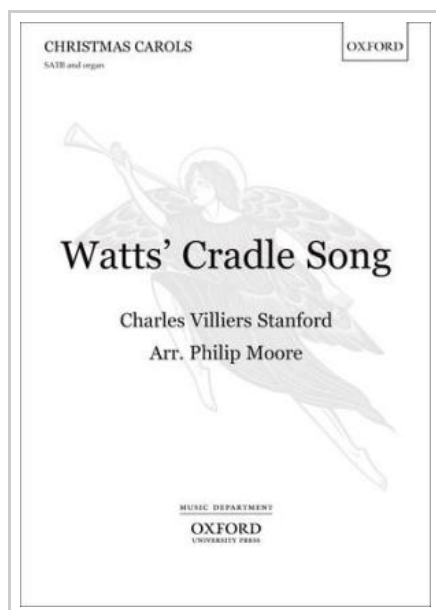 CHRISTMAS CAROLS
OXFORD
SATB and organ
Watts’ Cradle Song
Charles Villiers Stanford
Arr. Philip Moore
MUSIC DEPARTMENT
OXFORD
UNIVERSITY PRESS